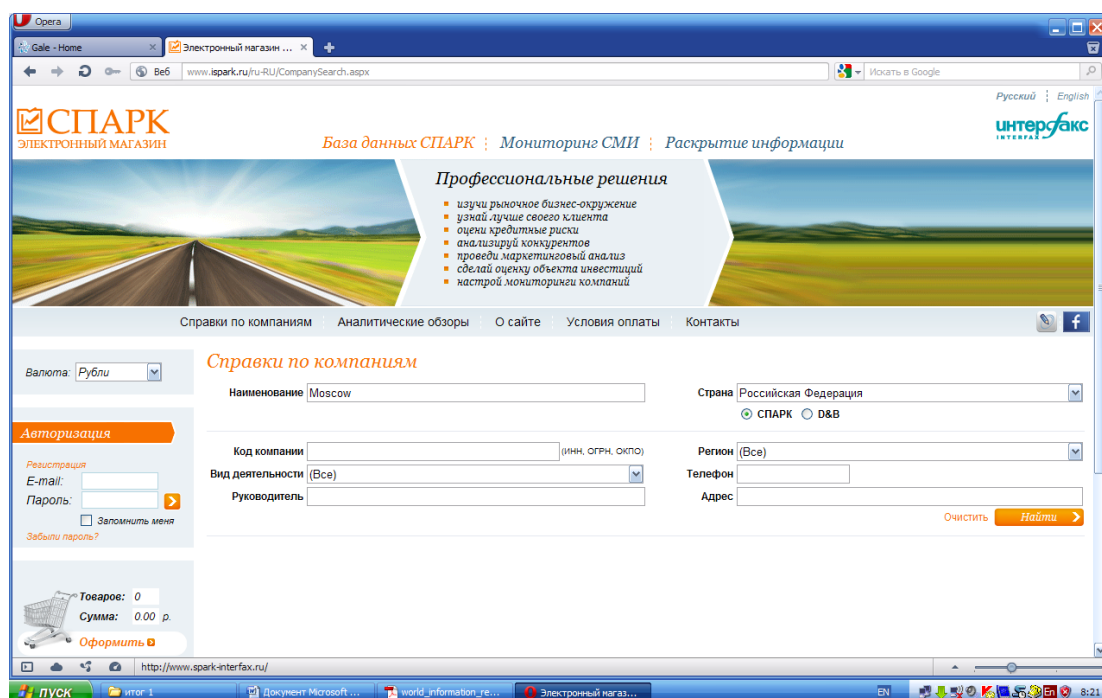 Opera
Gale - Home
Электронный магазин ...
Веб
www.ispark.ru/ru-RU/CompanySearch.aspx
Искать в Google
Русский
English
СПАРК
ЭЛЕКТРОННЫЙ МАГАЗИН
База данных СПАРК
Мониторинг СМИ
Раскрытие информации
интерфакс
INTERFAX
Профессиональные решения
изучи рыночное бизнес-окружение
узнай лучше своего клиента
оцени кредитные риски
анализируй конкурентов
проведи маркетинговый анализ
сделай оценку объекта инвестиций
настрой мониторинги компаний
Справки по компаниям
Аналитические обзоры
О сайте
Условия оплаты
Контакты
f
Валюта: Рубли
Справки по компаниям
Наименование Moscow
Страна Российская Федерация
СПАРК D&B
Авторизация
Регистрация
E-mail:
Пароль:
Запомнить меня
Забыли пароль?
Код компании (ИНН, ОГРН, ОКПО)
Регион (Все)
Вид деятельности (Все)
Телефон
Руководитель
Адрес
Очистить
Найти
Товаров: 0
Сумма: 0.00 р.
Оформить
http://www.spark-interfax.ru/
пуск
итог 1
Документ Microsoft ...
world_information_re...
Электронный магаз...
EN
En
8:21